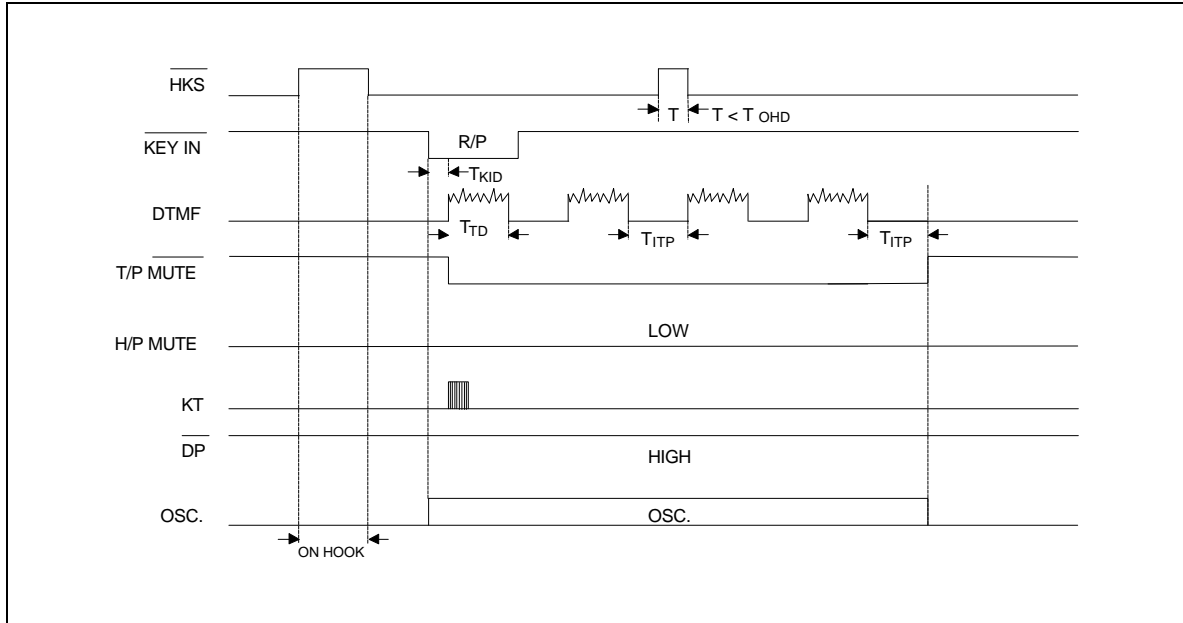 HKS
T T < T OHD
KEY IN
R/P
TKID
DTMF
TTD
TITP
TITP
T/P MUTE
LOW
H/P MUTE
KT
DP
HIGH
OSC.
OSC.
ON HOOK